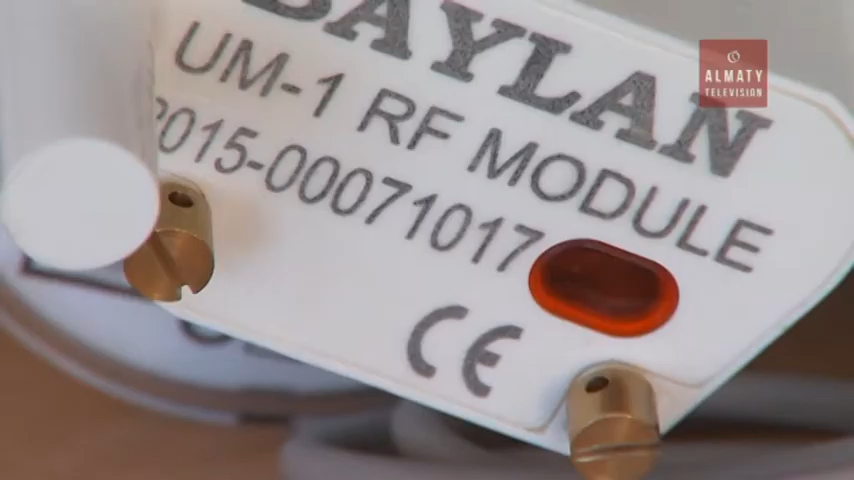 BAYLAN
UM-1 RF MODULE
2015-00071017
CE
ALMATY
TELEVISION